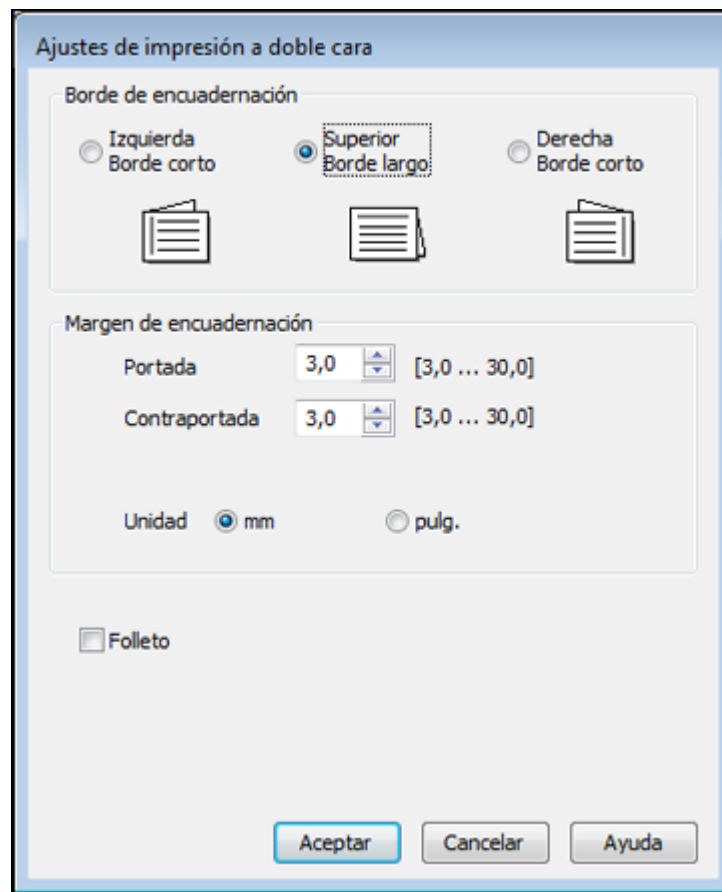 Ajustes de impresión a doble cara
Borde de encuadernación
Izquierda Superior Derecha
Borde corto Borde largo Borde corto
Margen de encuadernación
Portada 3,0 [3,0 ... 30,0]
Contraportada 3,0 [3,0 ... 30,0]
Unidad mm pulg.
Folleto
Aceptar Cancelar Ayuda